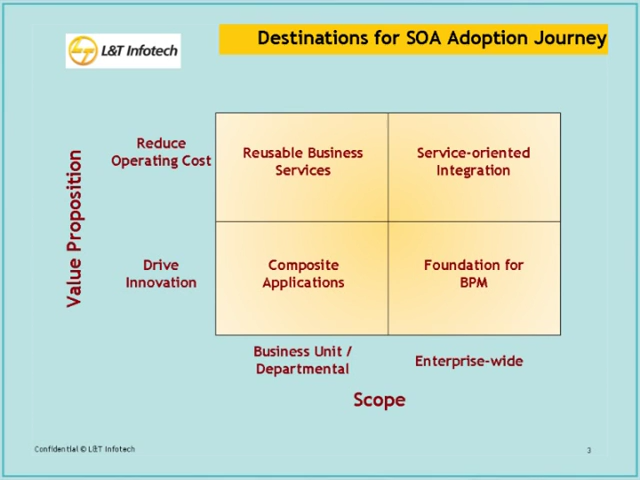 L&T Infotech
Destinations for SOA Adoption Journey
Value Proposition
Reduce
Operating Cost
Reusable Business
Services
Service-oriented
Integration
Drive
Innovation
Composite
Applications
Foundation for
BPM
Business Unit /
Departmental
Enterprise-wide
Scope
Confidential © L&T Infotech
3